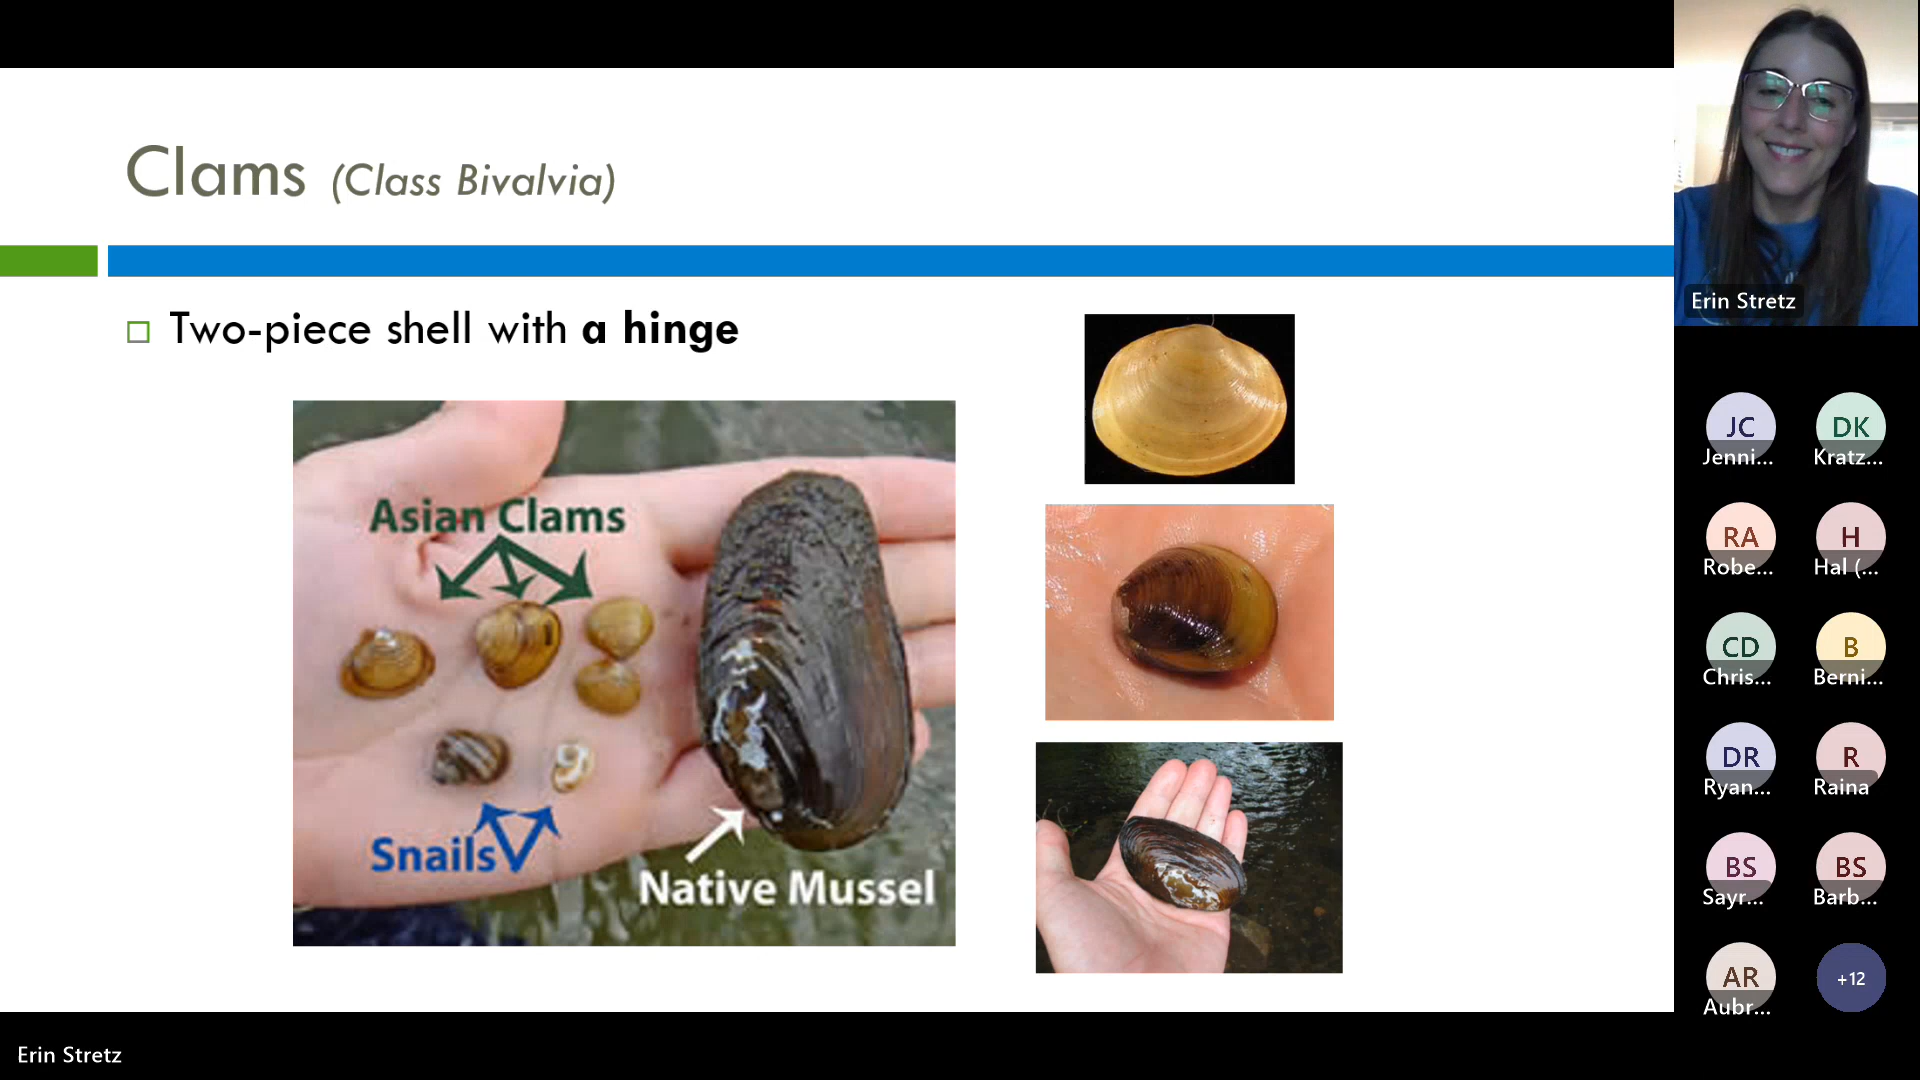 Clams (Class Bivalvia)
Two-piece shell with a hinge
Asian Clams
Snails
Native Mussel
Erin Stretz
JC
Jenni...
DK
Kratz...
RA
Robe...
H
Hal (...
CD
Chris...
B
Berni...
DR
Ryan...
R
Raina
BS
Sayr...
BS
Barb...
AR
Aubr...
+12
Erin Stretz